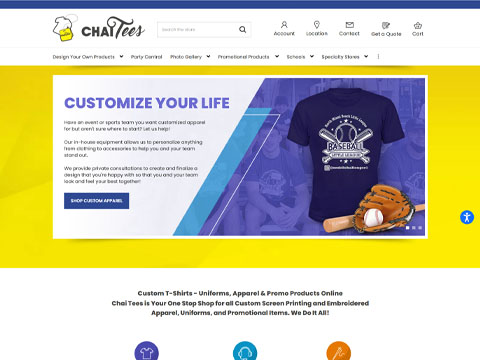 CHAI Tees
Search the store
Account
Location
Contact
Get a Quote
Cart
Design Your Own Products
Party Central
Photo Gallery
Promotional Products
Schools
Specialty Stores
CUSTOMIZE YOUR LIFE
Have an event or sports team you want customized apparel
for but aren't sure where to start? Let us help!
Our in-house equipment allows us to personalize anything
from clothing to accessories to help you and your team
stand out.
We provide private consultations to create and finalize a
design that you're happy with so that you and your team
look and feel your best together!
SHOP CUSTOM APPAREL
BASEBALL
Custom T-Shirts - Uniforms, Apparel & Promo Products Online
Chai Tees is Your One Stop Shop for all Custom Screen Printing and Embroidered
Apparel, Uniforms, and Promotional Items. We Do It All!